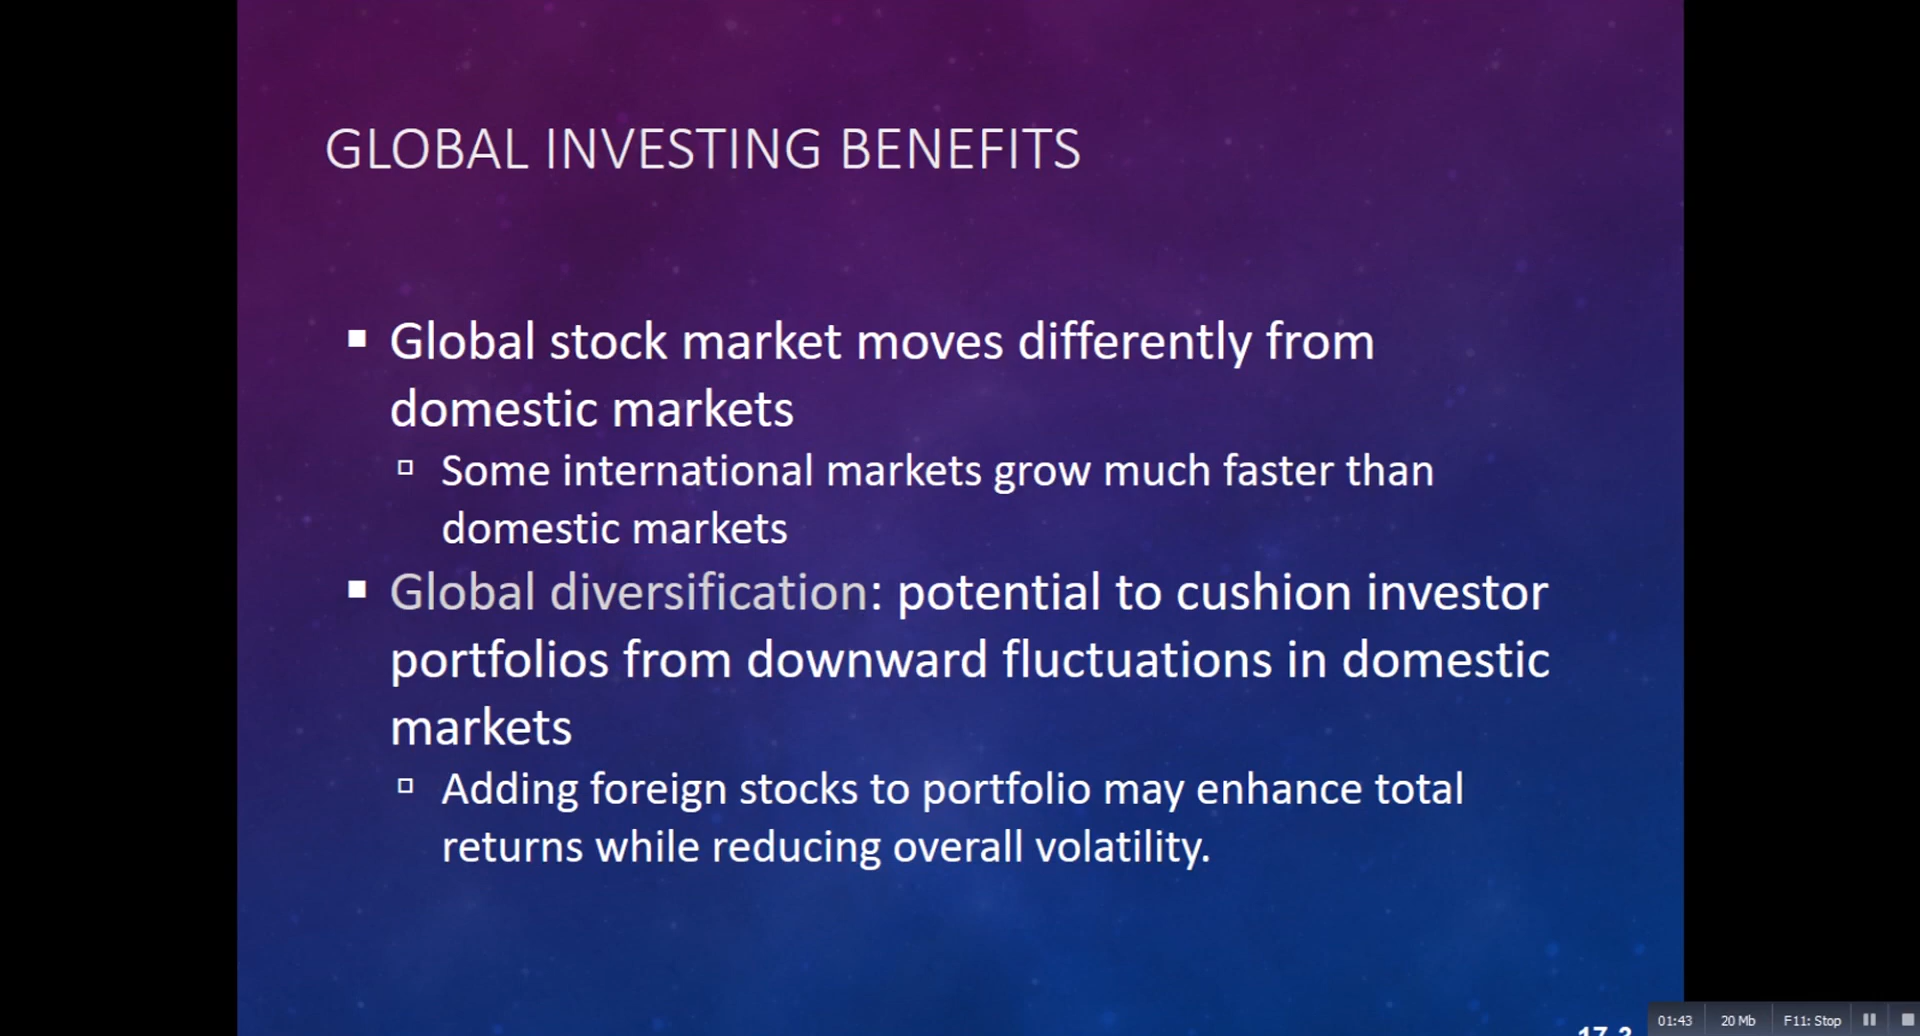 GLOBAL INVESTING BENEFITS
Global stock market moves differently from
domestic markets
Some international markets grow much faster than
domestic markets
Global diversification: potential to cushion investor
portfolios from downward fluctuations in domestic
markets
Adding foreign stocks to portfolio may enhance total
returns while reducing overall volatility.
01:43 20 Mb F11: Stop